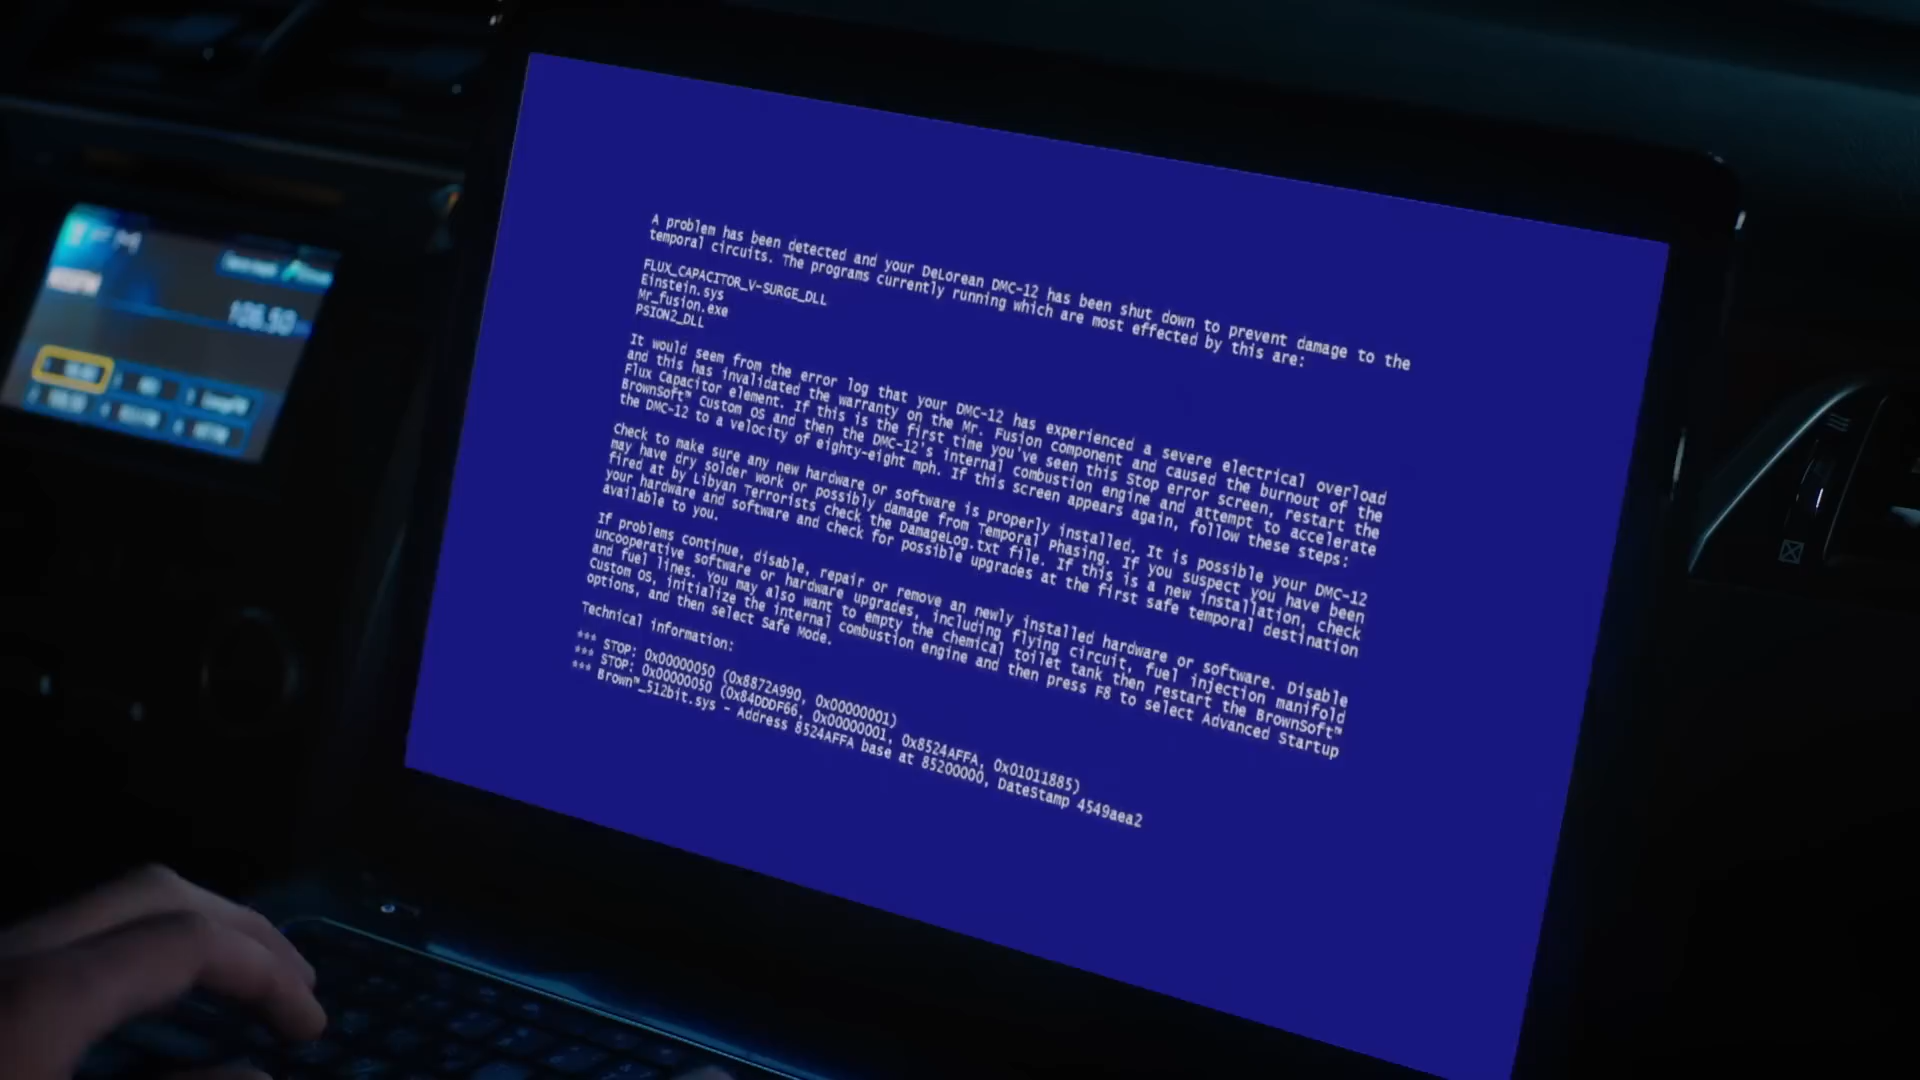 106.50
A problem has been detected and your DeLorean DMC-12 has been shut down to prevent damage to the
temporal circuits. The programs currently running which are most effected by this are:
FLUX_CAPACITOR_V-SURGE_DLL
Einstein.sys
Mr_fusion.exe
PSION2_DLL
It would seem from the error log that your DMC-12 has experienced a severe electrical overload
and this has invalidated the warranty on the Mr. Fusion component and caused the burnout of the
Flux Capacitor element. If this is the first time you've seen this Stop error screen, restart the
BrownSoft™ Custom OS and then the DMC-12's internal combustion engine and attempt to accelerate
the DMC-12 to a velocity of eighty-eight mph. If this screen appears again, follow these steps:
Check to make sure any new hardware or software is properly installed. It is possible your DMC-12
may have dry solder work or possibly damage from Temporal Phasing. If you suspect you have been
fired at by Libyan Terrorists check the DamageLog.txt file. If this is a new installation, check
your hardware and software and check for possible upgrades at the first safe temporal destination
available to you.
If problems continue, disable, repair or remove an newly installed hardware or software. Disable
uncooperative software or hardware upgrades, including flying circuit, fuel injection manifold
and fuel lines. You may also want to empty the chemical toilet tank then restart the BrownSoft™
Custom OS, initialize the internal combustion engine and then press F8 to select Advanced Startup
options, and then select Safe Mode.
Technical information:
*** STOP: 0x00000050 (0x8872A990, 0x00000001)
*** STOP: 0x00000050 (0x84DDDF66, 0x00000001, 0x8524AFFA, 0x01011885)
*** Brown™_512bit.sys - Address 8524AFFA base at 85200000, DateStamp 4549aea2